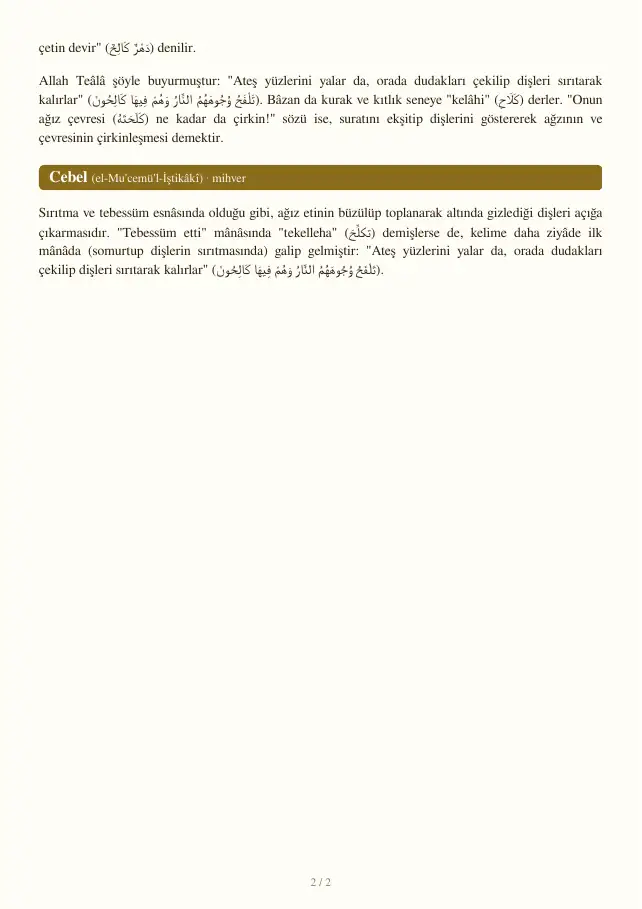 çetin devir" (دَهْرٌ كَالِحٌ) denilir.
Allah Teâlâ şöyle buyurmuştur: "Ateş yüzlerini yalar da, orada dudakları çekilip dişleri sırıtarak
kalırlar" (تَلْفَحُ وُجُوهَهُمُ النَّارُ وَهُمْ فِيهَا كَالِحُونَ). Bâzan da kurak ve kıtlık seneye "kelâhi" (كَلَاحِ) derler. "Onun
ağız çevresi (كَلَحَتَهُ) ne kadar da çirkin!" sözü ise, suratını ekşitip dişlerini göstererek ağzının ve
çevresinin çirkinleşmesi demektir.
Cebel (el-Mu'cemü'l-İştikâkî) · mihver
Sırıtma ve tebessüm esnâsında olduğu gibi, ağız etinin büzülüp toplanarak altında gizlediği dişleri açığa
çıkarmasıdır. "Tebessüm etti" mânâsında "tekelleha" (تَكَلَّحَ) demişlerse de, kelime daha ziyâde ilk
mânâda (somurtup dişlerin sırıtmasında) galip gelmiştir: "Ateş yüzlerini yalar da, orada dudakları
çekilip dişleri sırıtarak kalırlar" (تَلْفَحُ وُجُوهَهُمُ النَّارُ وَهُمْ فِيهَا كَالِحُونَ).
2 / 2